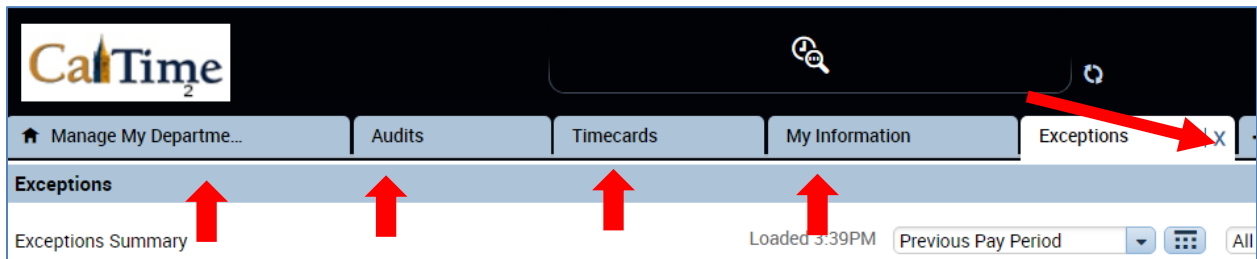 CalTime
2
Manage My Departme... Audits Timecards My Information Exceptions X
Exceptions
Exceptions Summary Loaded 3:39PM Previous Pay Period All